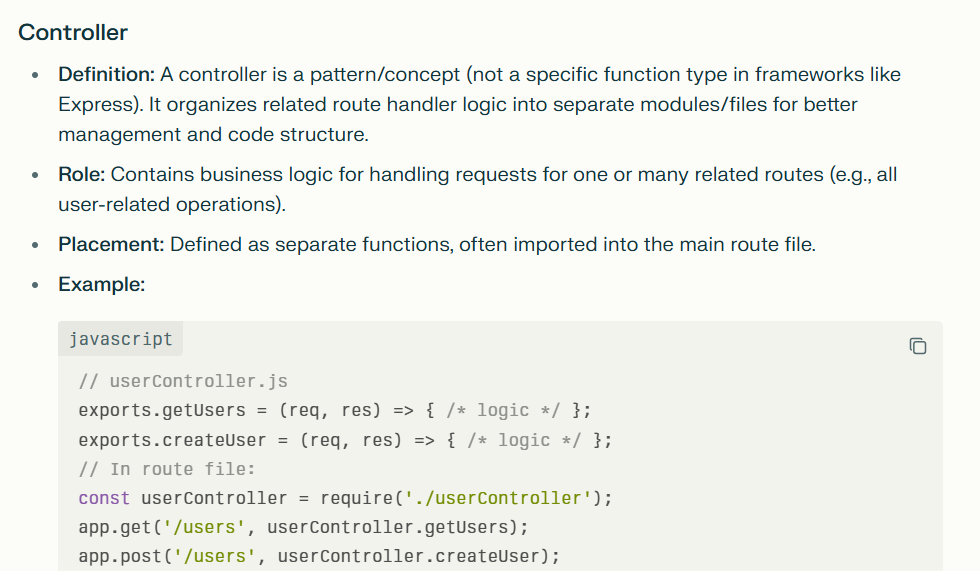 Controller
• Definition: A controller is a pattern/concept (not a specific function type in frameworks like
Express). It organizes related route handler logic into separate modules/files for better
management and code structure.
• Role: Contains business logic for handling requests for one or many related routes (e.g., all
user-related operations).
• Placement: Defined as separate functions, often imported into the main route file.
• Example:
javascript
// userController.js
exports.getUsers = (req, res) => { /* logic */ };
exports.createUser = (req, res) => { /* logic */ };
// In route file:
const userController = require('./userController');
app.get('/users', userController.getUsers);
app.post('/users', userController.createUser);